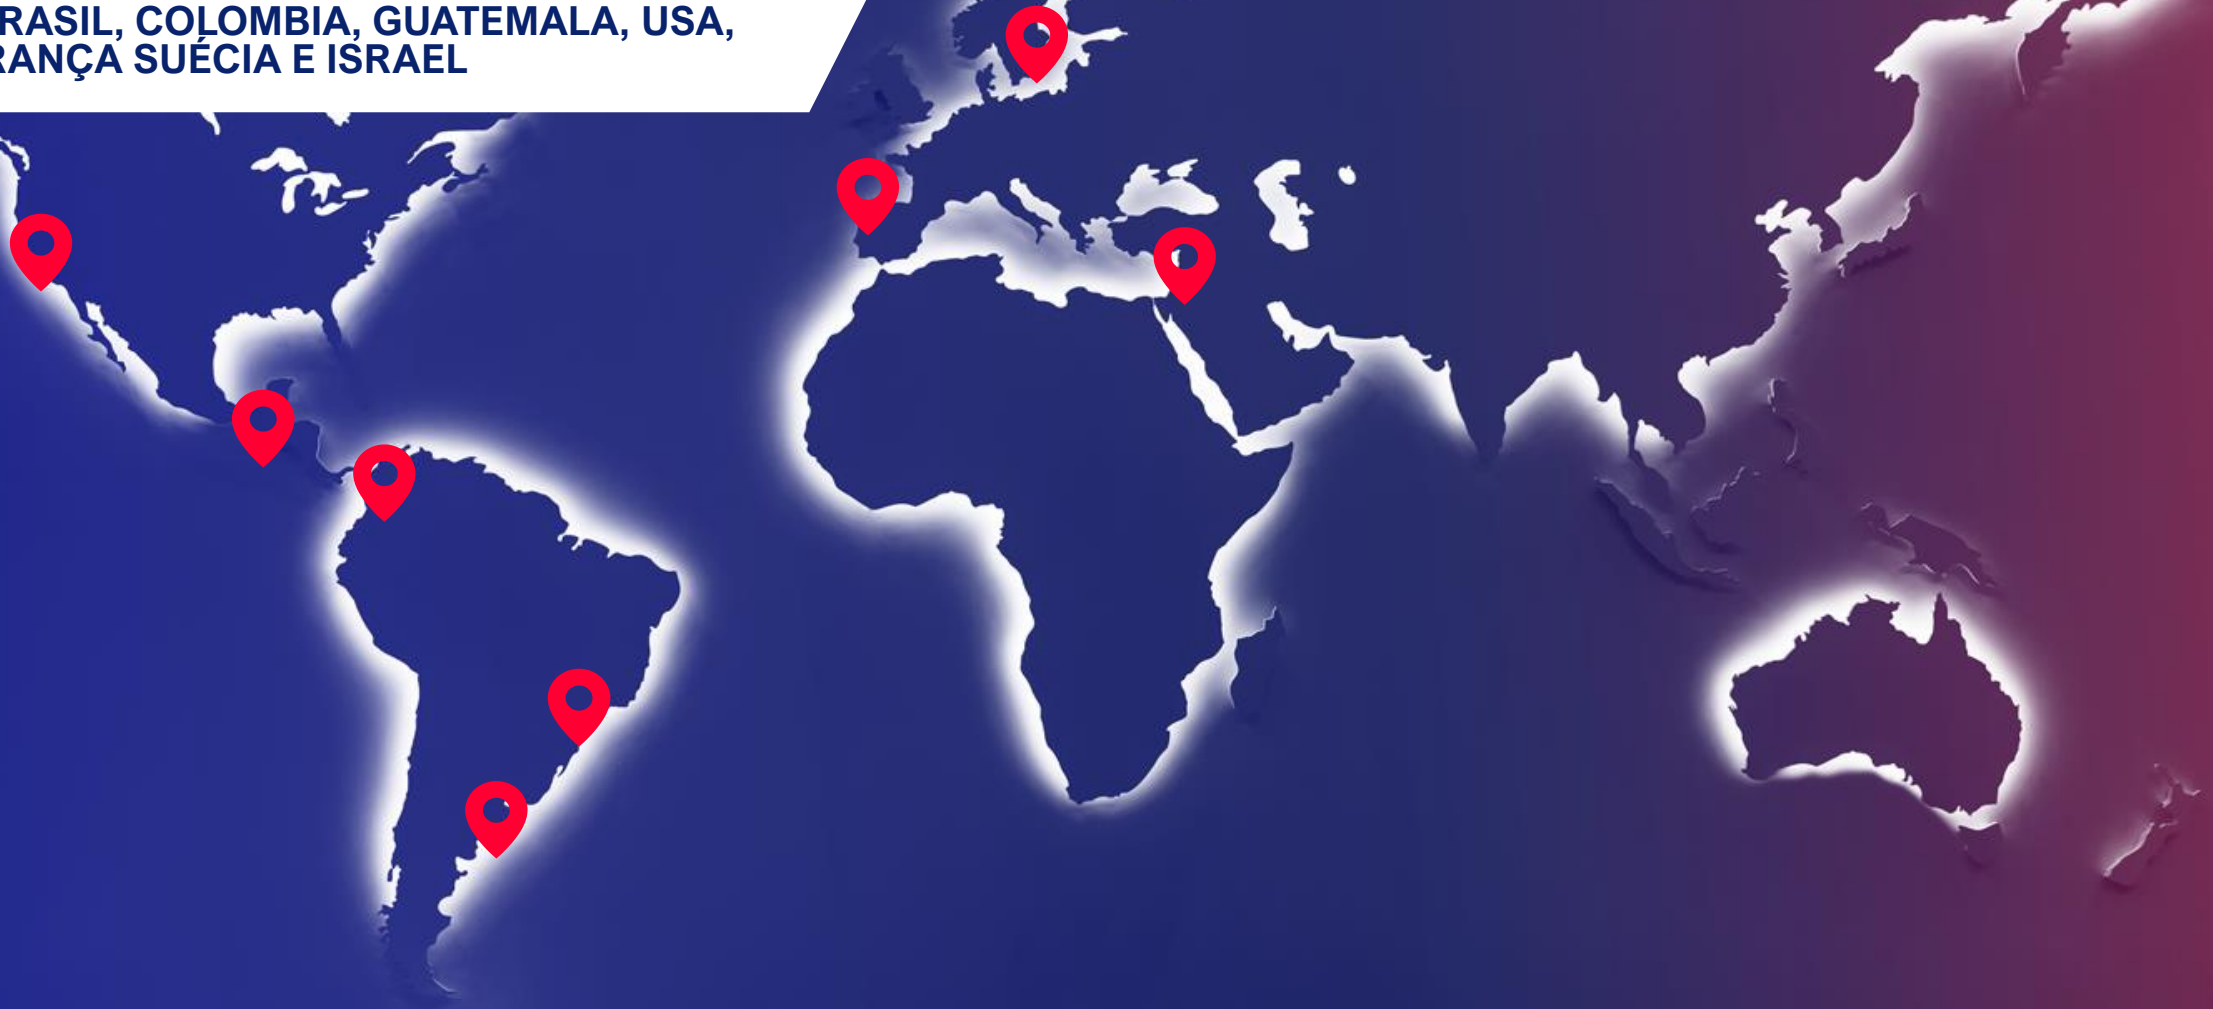 RASIL, COLOMBIA, GUATEMALA, USA,
RANÇA SUÉCIA E ISRAEL